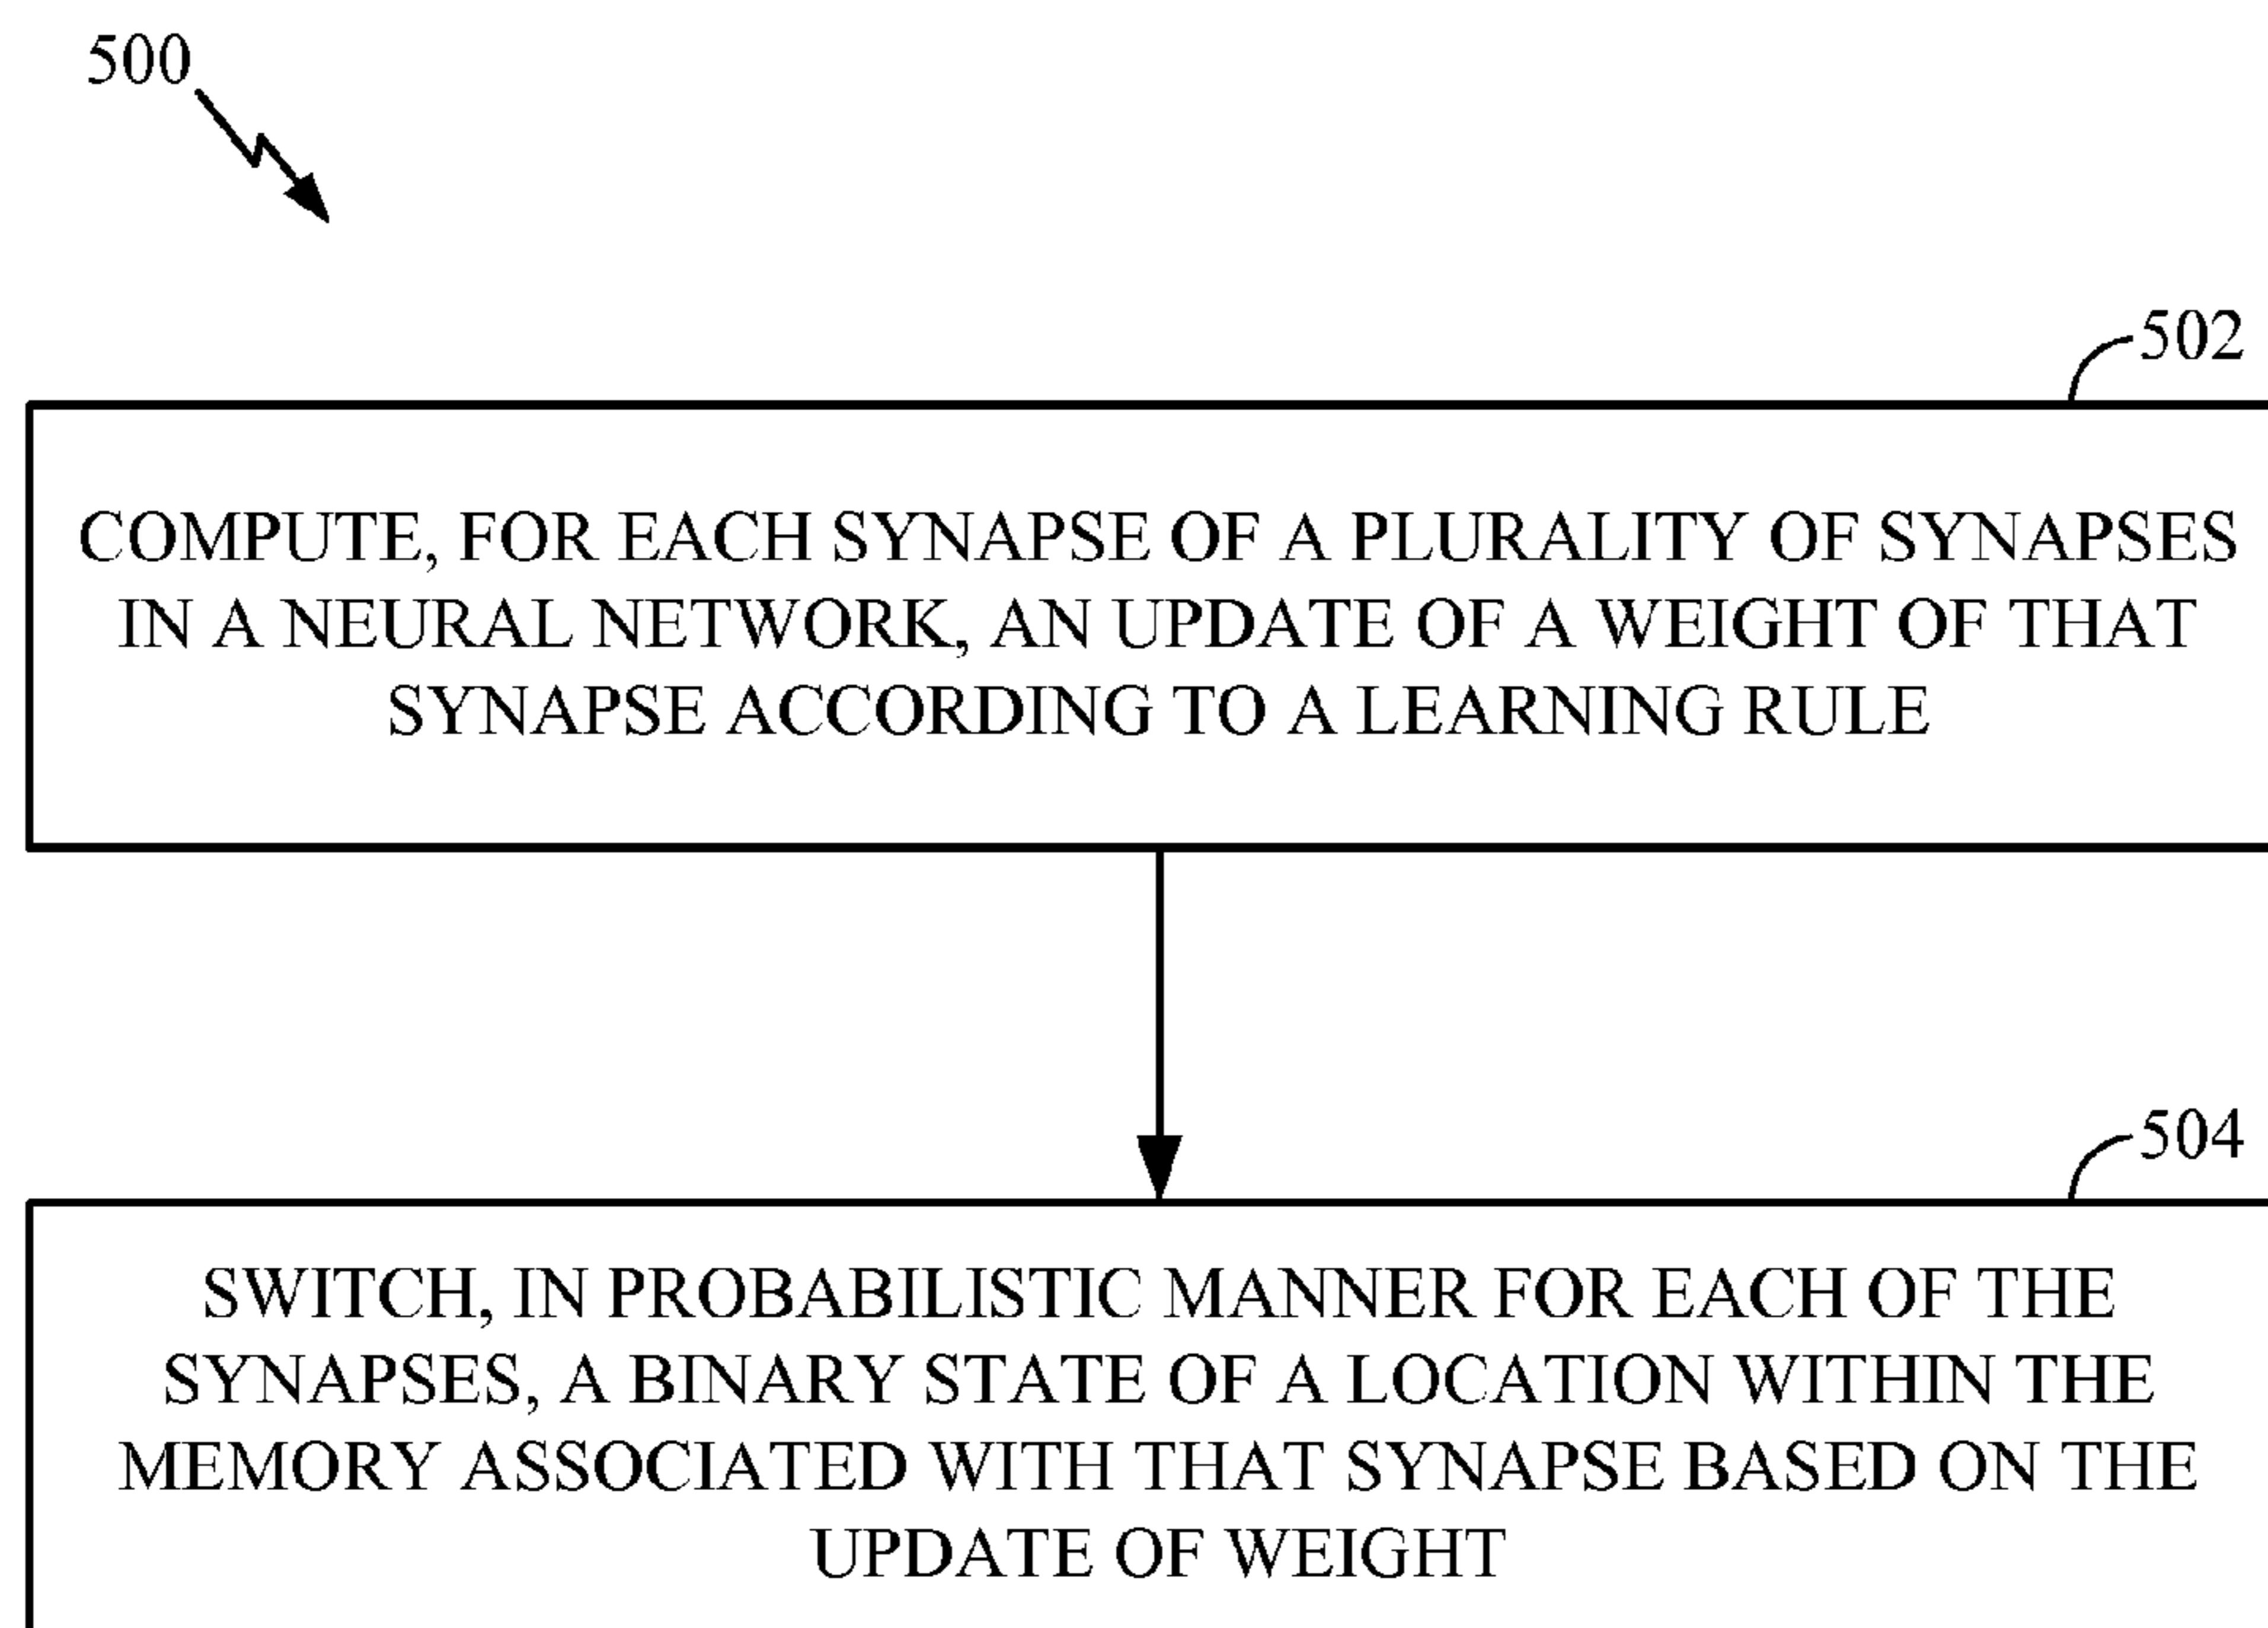 500
502
COMPUTE, FOR EACH SYNAPSE OF A PLURALITY OF SYNAPSES
IN A NEURAL NETWORK, AN UPDATE OF A WEIGHT OF THAT
SYNAPSE ACCORDING TO A LEARNING RULE
504
SWITCH, IN PROBABILISTIC MANNER FOR EACH OF THE
SYNAPSES, A BINARY STATE OF A LOCATION WITHIN THE
MEMORY ASSOCIATED WITH THAT SYNAPSE BASED ON THE
UPDATE OF WEIGHT